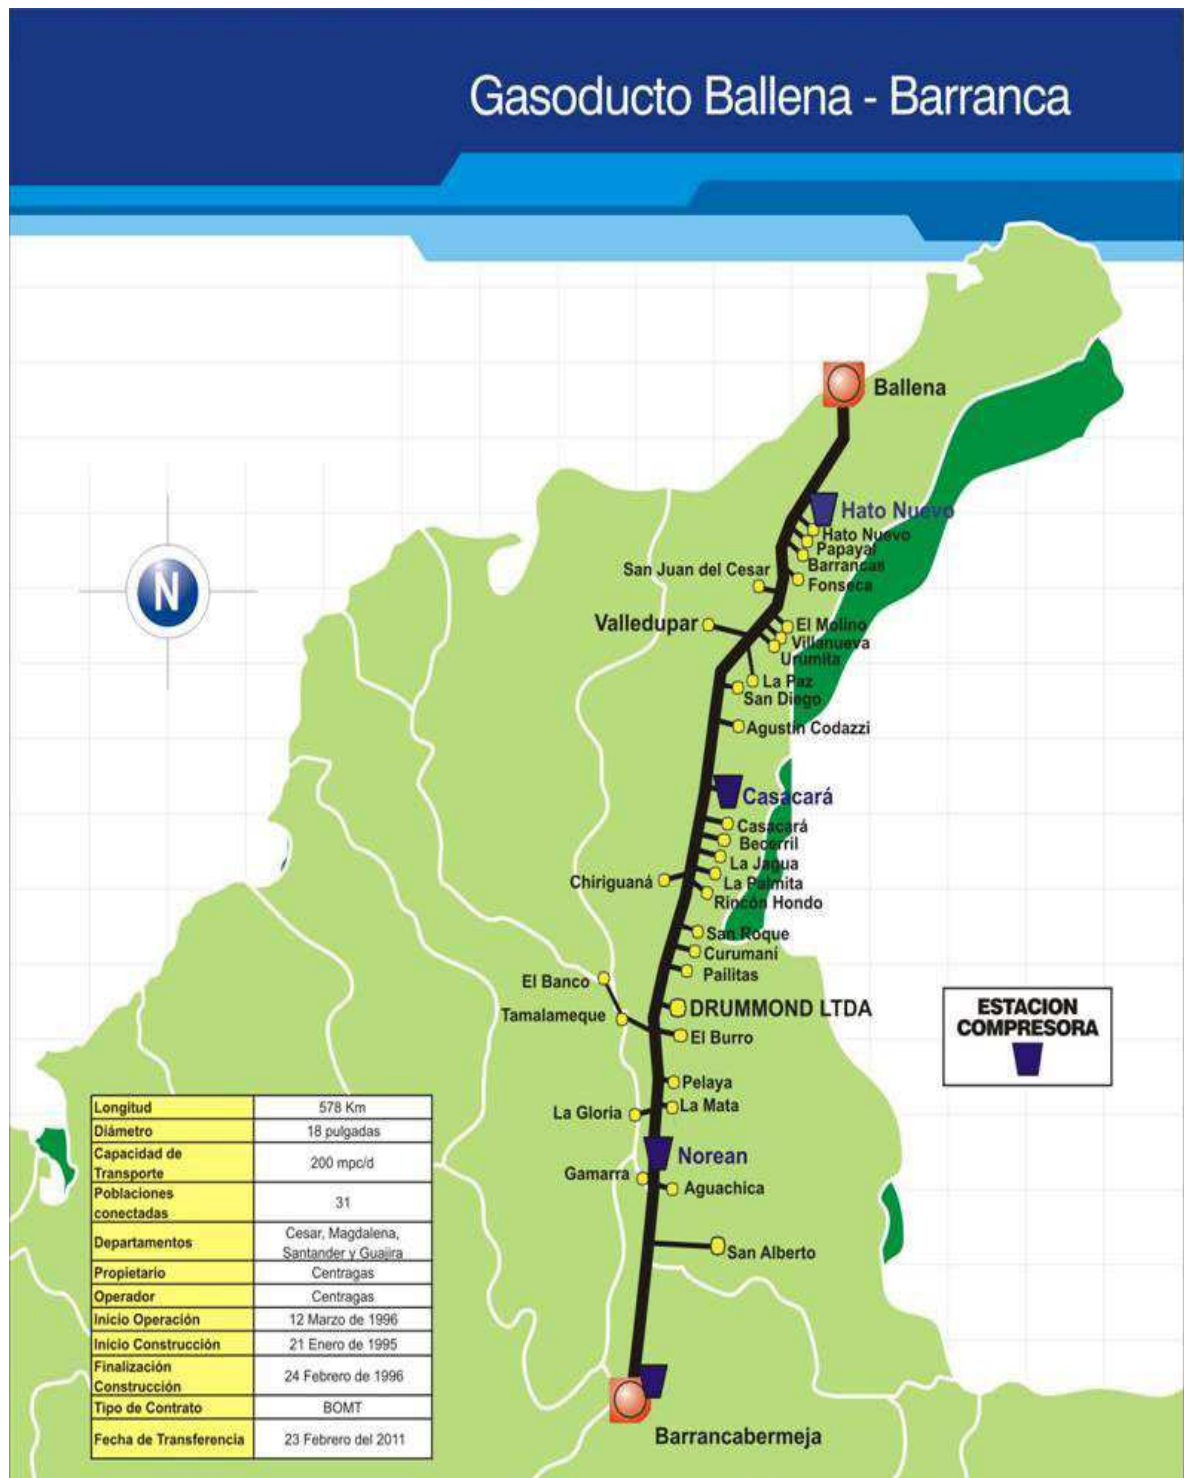 Gasoducto Ballena - Barranca
Ballena
Hato Nuevo
Hato Nuevo
Papayal
Barrancas
San Juan del Cesar
Fonseca
Valledupar
El Molino
Villanueva
Urumita
La Paz
San Diego
Agustín Codazzi
N
Casacará
Casacará
Becerril
La Jagua
Chiriguaná
La Palmita
Rincón Hondo
San Roque
Curumaní
Pailitas
El Banco
Tamalameque
DRUMMOND LTDA
El Burro
ESTACION
COMPRESORA
Pelaya
La Mata
La Gloria
Norean
Gamarra
Aguachica
San Alberto
Barrancabermeja
Longitud 578 Km
Diámetro 18 pulgadas
Capacidad de
Transporte 200 mpc/d
Poblaciones
conectadas 31
Departamentos Cesar, Magdalena,
Santander y Guajira
Propietario Centragas
Operador Centragas
Inicio Operación 12 Marzo de 1996
Inicio Construcción 21 Enero de 1995
Finalización
Construcción 24 Febrero de 1996
Tipo de Contrato BOMT
Fecha de Transferencia 23 Febrero del 2011